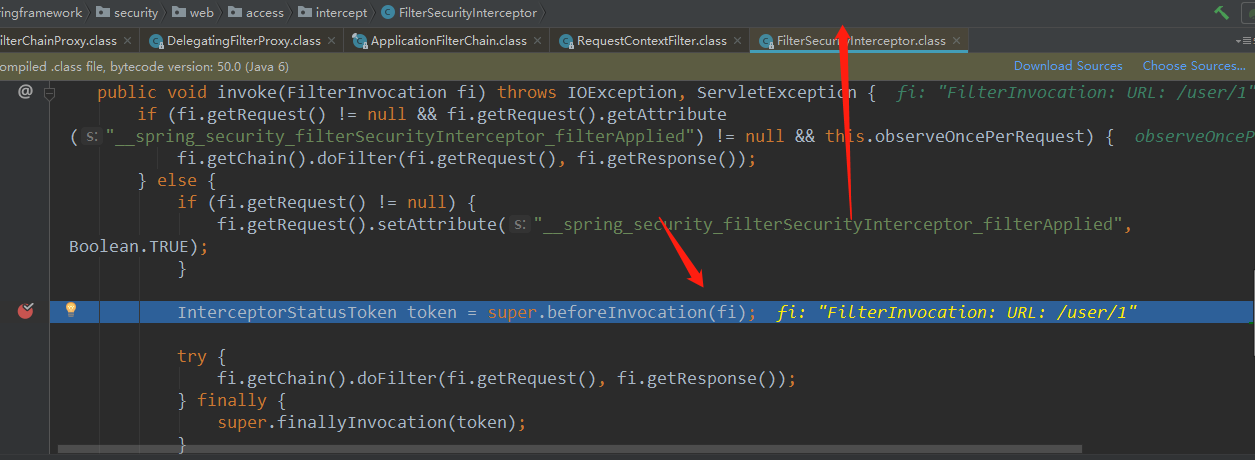 ringframework security web access intercept FilterSecurityInterceptor
ilterChainProxy.class DelegatingFilterProxy.class ApplicationFilterChain.class RequestContextFilter.class FilterSecurityInterceptor.class
ompiled .class file, bytecode version: 50.0 (Java 6) Download Sources Choose Sources...
@ public void invoke(FilterInvocation fi) throws IOException, ServletException { fi: "FilterInvocation: URL: /user/1"
if (fi.getRequest() != null && fi.getRequest().getAttribute
(s: "__spring_security_filterSecurityInterceptor_filterApplied") != null && this.observeOncePerRequest) { observeOnceP
fi.getChain().doFilter(fi.getRequest(), fi.getResponse());
} else {
if (fi.getRequest() != null) {
fi.getRequest().setAttribute(s: "__spring_security_filterSecurityInterceptor_filterApplied",
Boolean.TRUE);
}
InterceptorStatusToken token = super.beforeInvocation(fi); fi: "FilterInvocation: URL: /user/1"
try {
fi.getChain().doFilter(fi.getRequest(), fi.getResponse());
} finally {
super.finallyInvocation(token);
}